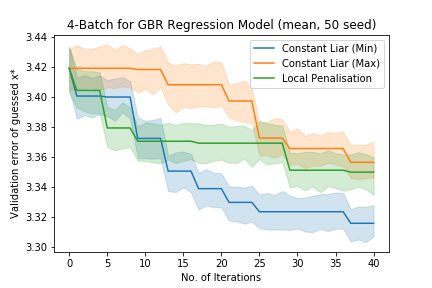 4-Batch for GBR Regression Model (mean, 50 seed)
3.44
3.42
3.40
3.38
3.36
3.34
3.32
3.30
Validation error of guessed x*
Constant Liar (Min)
Constant Liar (Max)
Local Penalisation
0 5 10 15 20 25 30 35 40
No. of Iterations